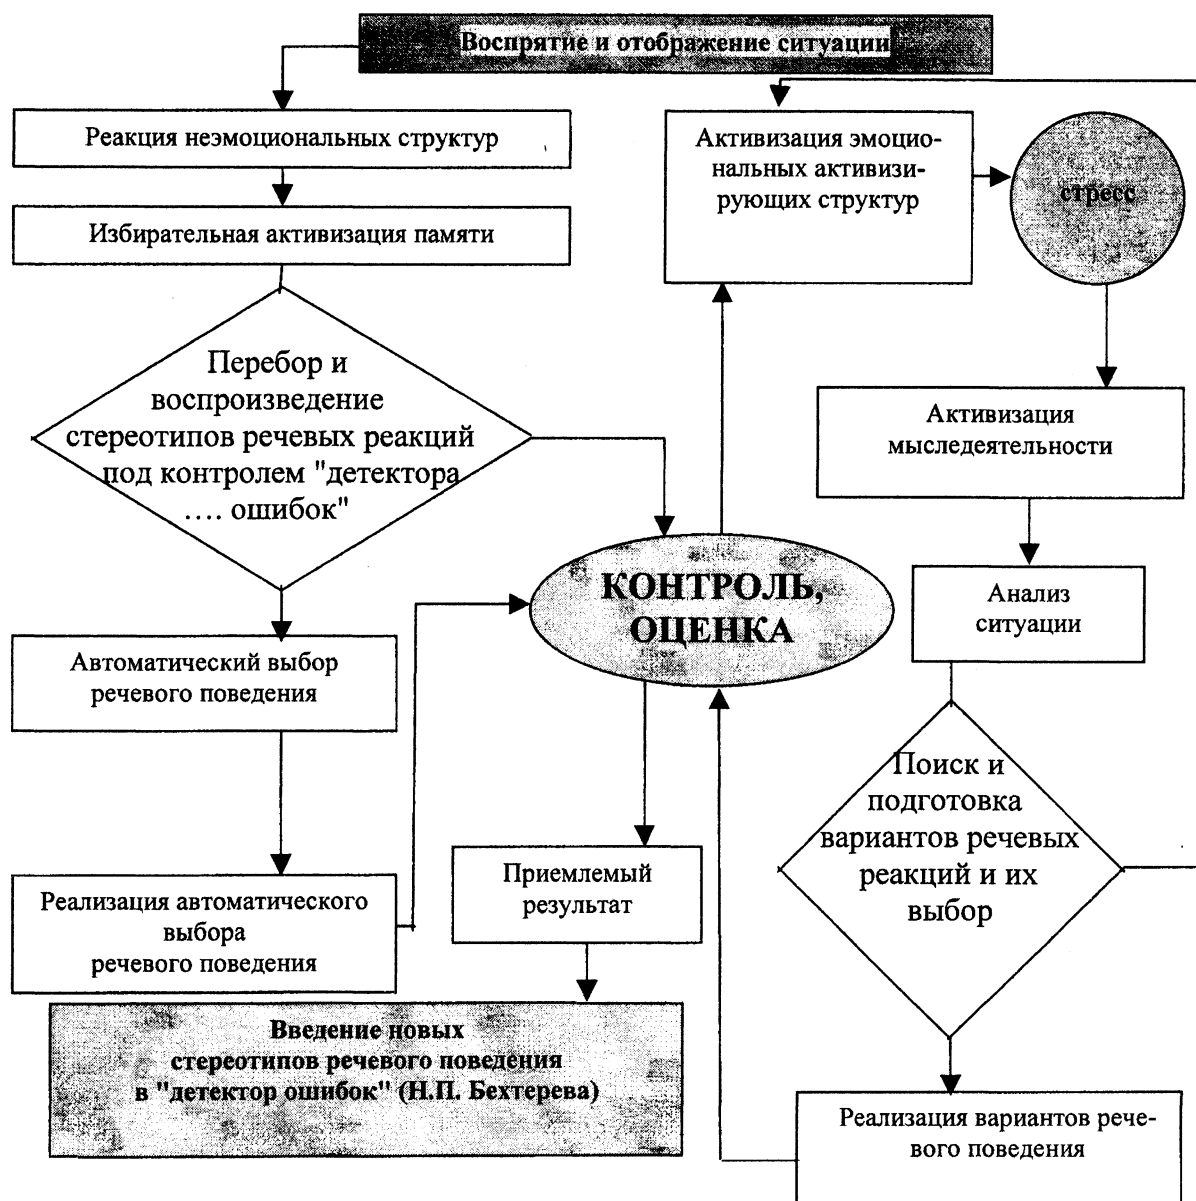 Воспрятие и отображение ситуации
Реакция неэмоциональных структур
Избирательная активизация памяти
Перебор и
воспроизведение
стереотипов речевых реакций
под контролем "детектора
.... ошибок"
Автоматический выбор
речевого поведения
Реализация автоматического
выбора
речевого поведения
КОНТРОЛЬ,
ОЦЕНКА
Приемлемый
результат
Введение новых
стереотипов речевого поведения
в "детектор ошибок" (Н.П. Бехтерева)
Активизация эмоцио-
нальных активизи-
рующих структур
стресс
Активизация
мыследеятельности
Анализ
ситуации
Поиск и
подготовка
вариантов речевых
реакций и их
выбор
Реализация вариантов рече-
вого поведения